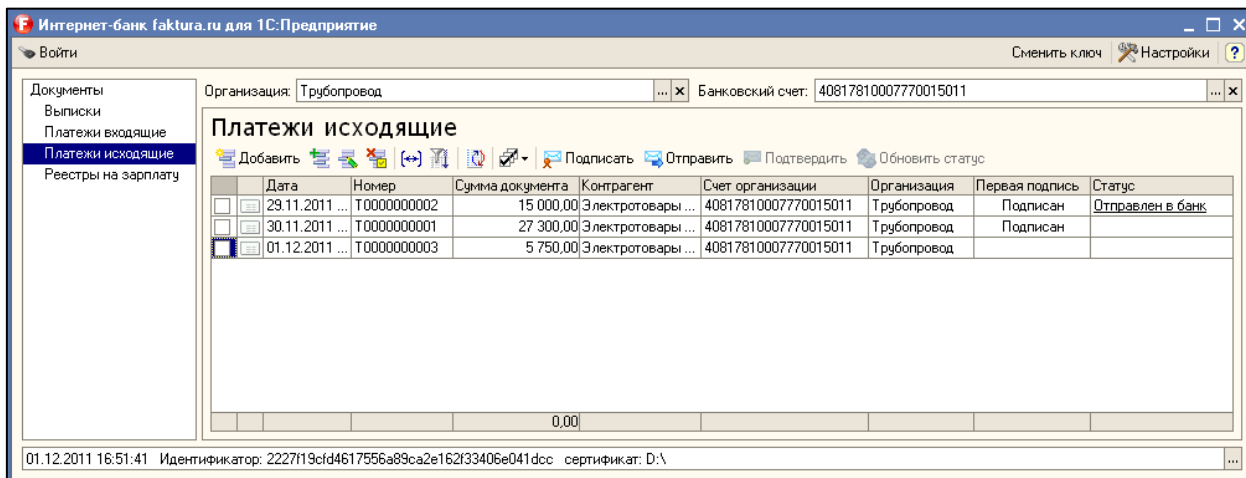 Интернет-банк faktura.ru для 1С:Предприятие
Войти Сменить ключ Настройки ?
Документы
Выписки
Платежи входящие
Платежи исходящие
Реестры на зарплату
Организация: Трубопровод ... x Банковский счет: 40817810007770015011 ... x
Платежи исходящие
Добавить Подписать Отправить Подтвердить Обновить статус
Дата Номер Сумма документа Контрагент Счет организации Организация Первая подпись Статус
29.11.2011 ... Т0000000002 15 000,00 Электротовары ... 40817810007770015011 Трубопровод Подписан Отправлен в банк
30.11.2011 ... Т0000000001 27 300,00 Электротовары ... 40817810007770015011 Трубопровод Подписан
01.12.2011 ... Т0000000003 5 750,00 Электротовары ... 40817810007770015011 Трубопровод
0,00
01.12.2011 16:51:41 Идентификатор: 2227f19cfd4617556a89ca2e162f33406e041dcc сертификат: D:\ ...